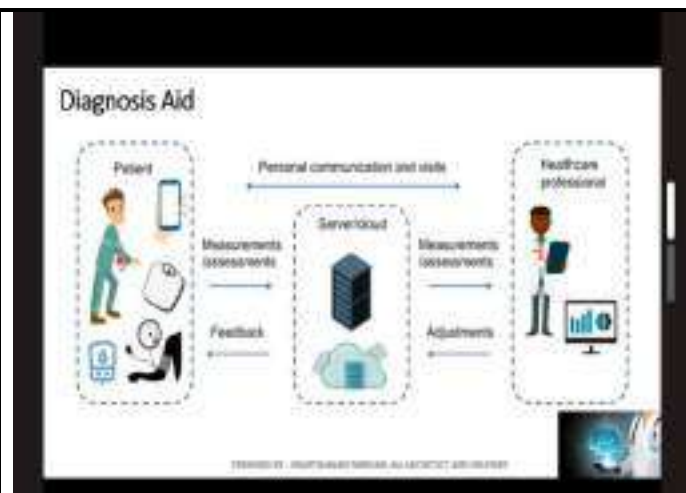 Diagnosis Aid
Patient
Personal communication and visits
Healthcare
professional
Server/cloud
Measurements
/assessments
Measurements
/assessments
Feedback
Adjustments